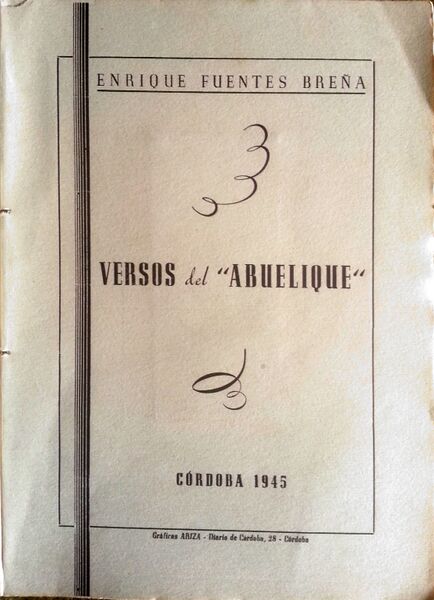 ENRIQUE FUENTES BREÑA
VERSOS del "ABUELIQUE"
CÓRDOBA 1945
Gráficas ARIZA - Diario de Córdoba, 28 - Córdoba